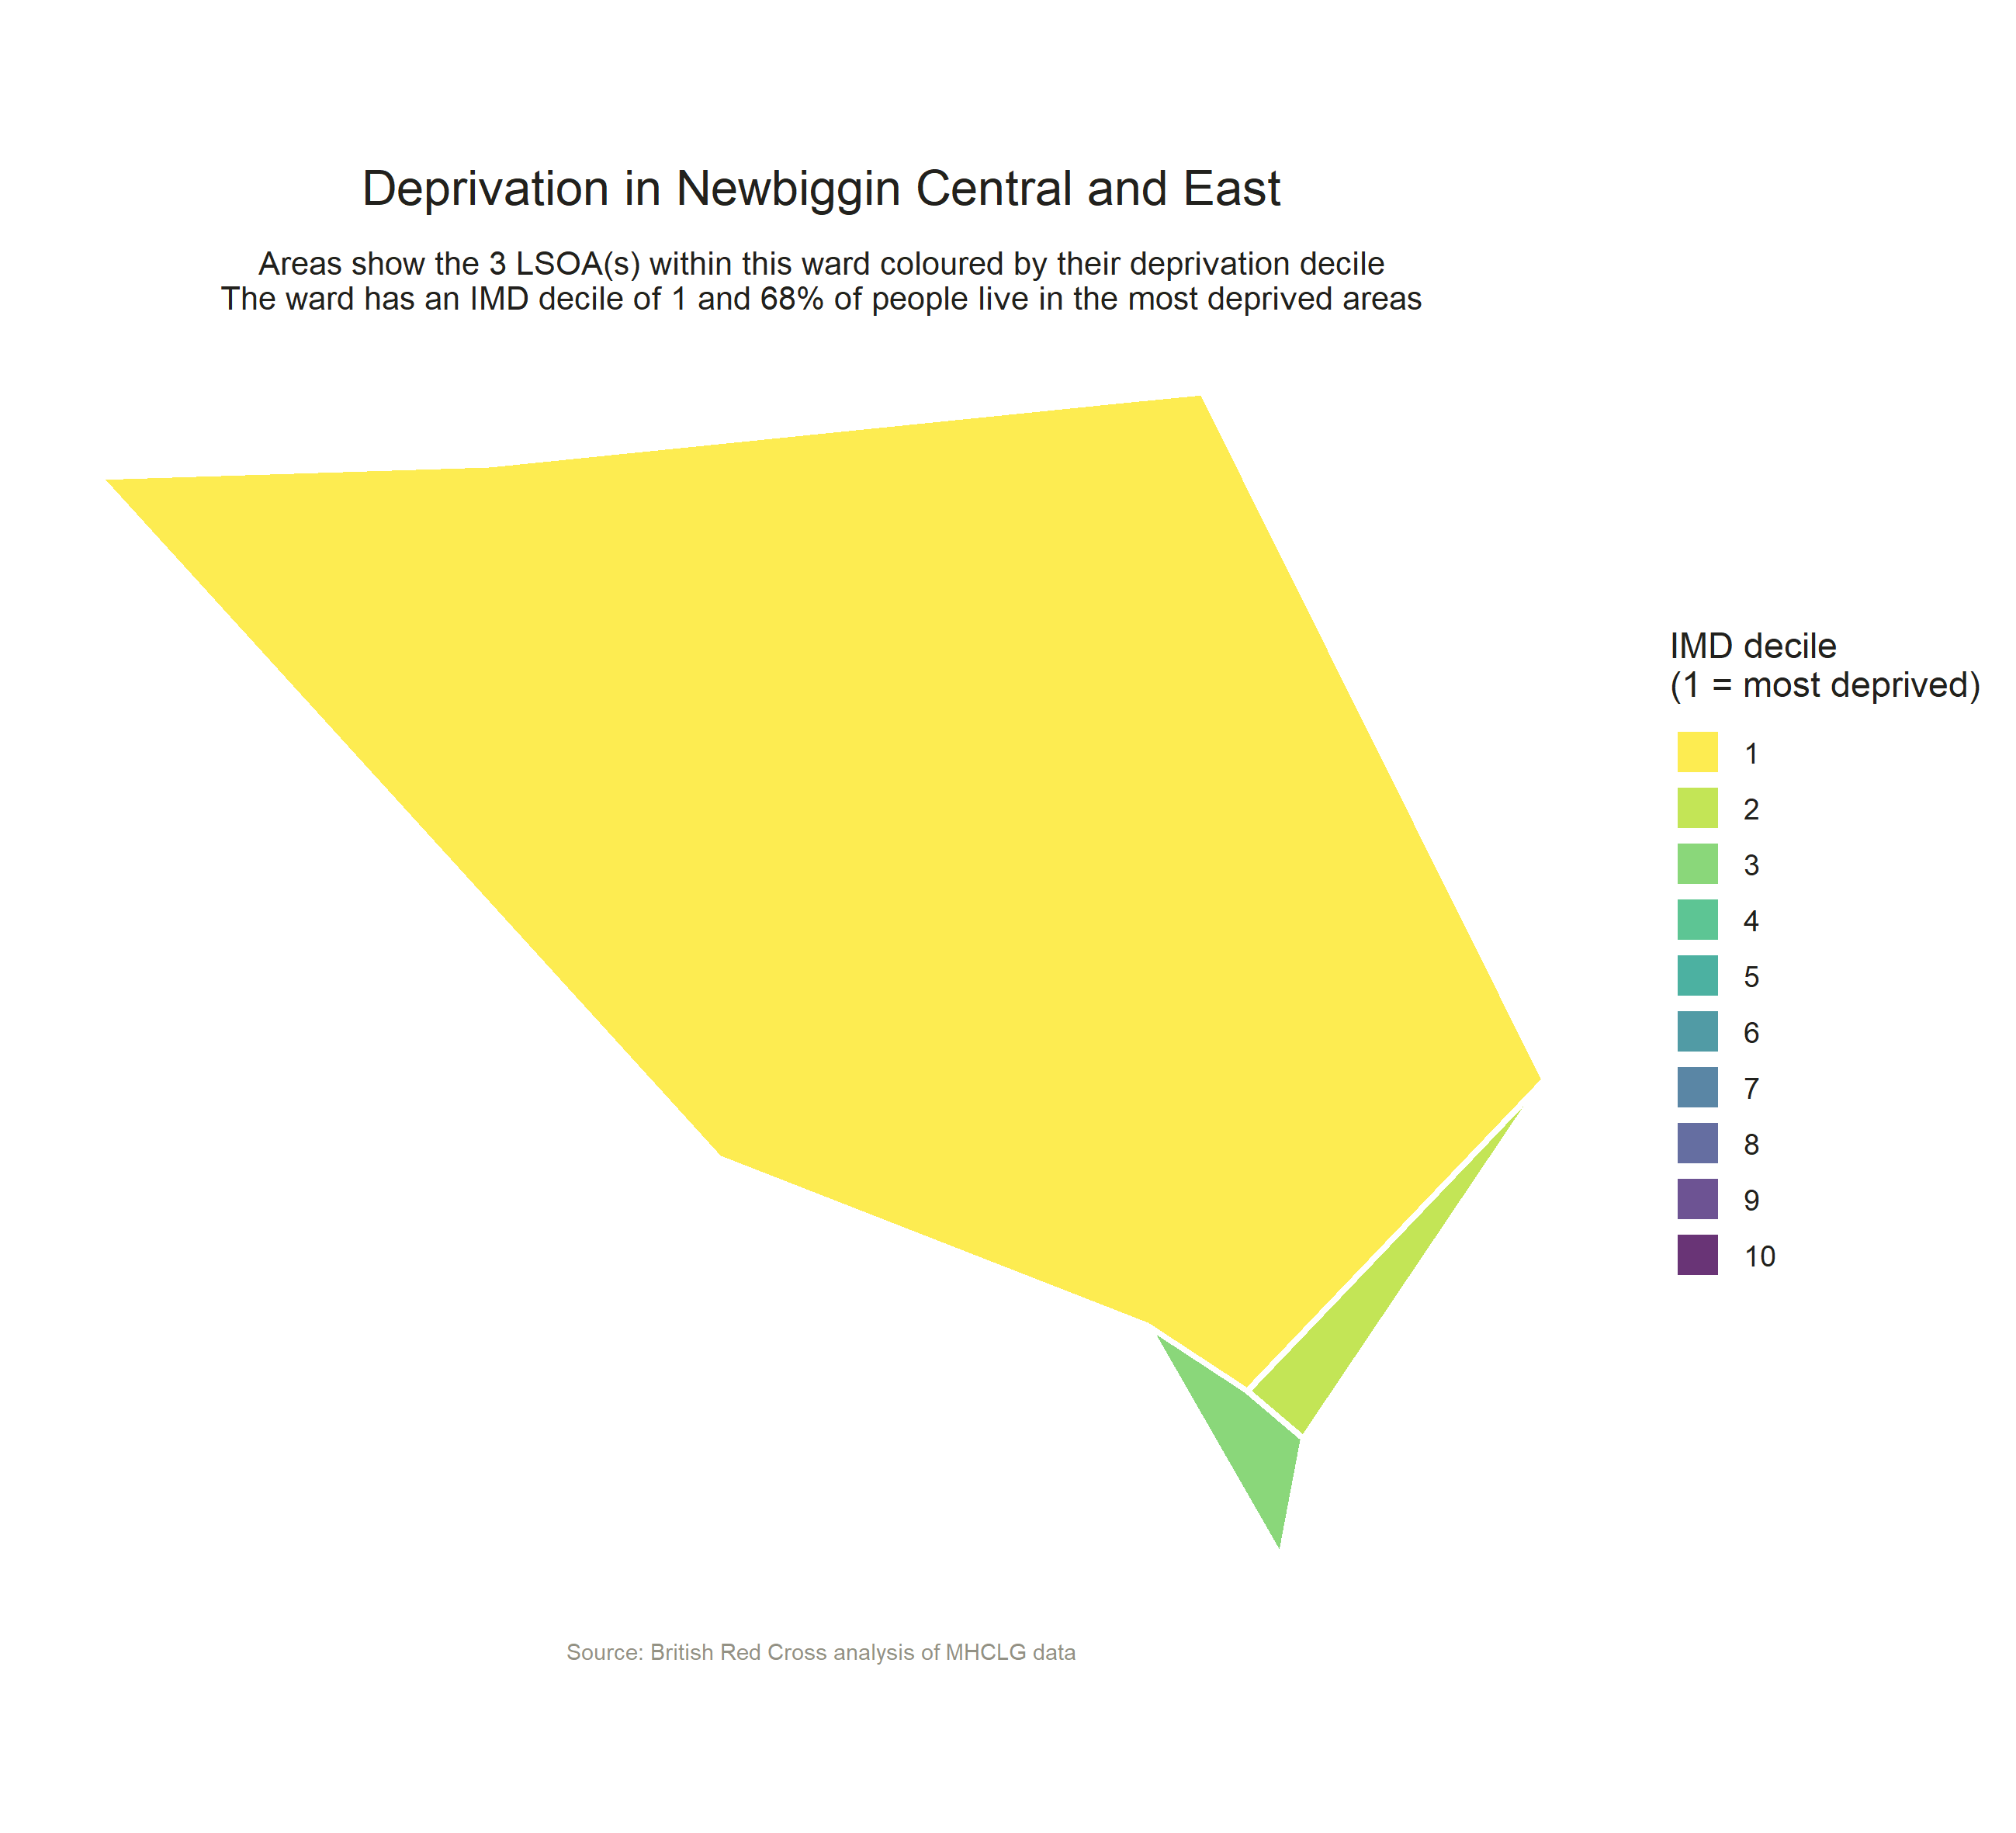 Deprivation in Newbiggin Central and East
Areas show the 3 LSOA(s) within this ward coloured by their deprivation decile
The ward has an IMD decile of 1 and 68% of people live in the most deprived areas
IMD decile
(1 = most deprived)
1
2
3
4
5
6
7
8
9
10
Source: British Red Cross analysis of MHCLG data